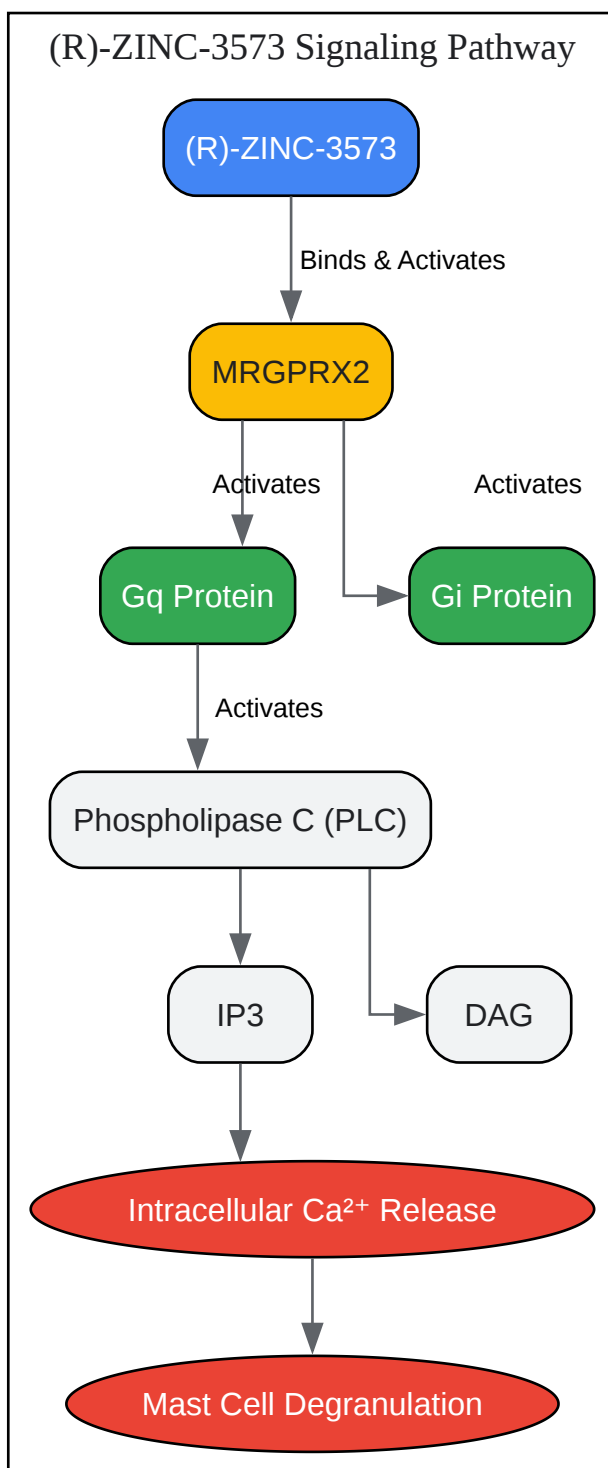 (R)-ZINC-3573 Signaling Pathway
(R)-ZINC-3573
Binds & Activates
MRGPRX2
Activates
Activates
Gq Protein
Gi Protein
Activates
Phospholipase C (PLC)
IP3
DAG
Intracellular Ca²⁺ Release
Mast Cell Degranulation